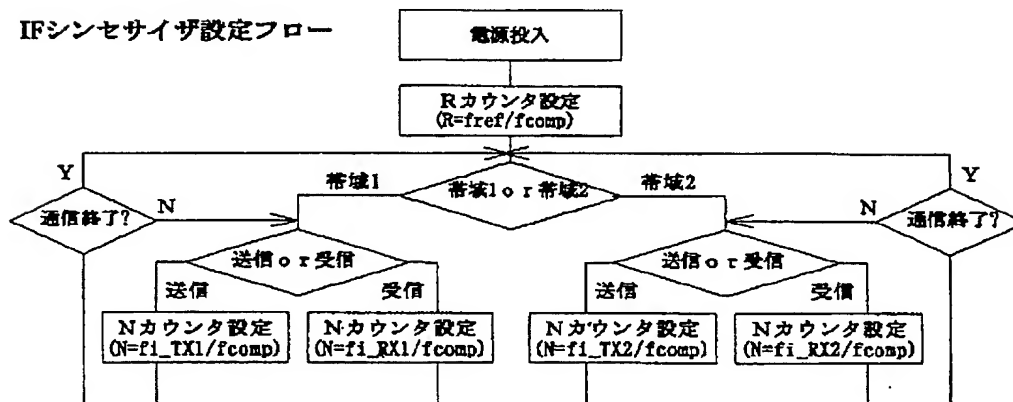 IFシンセサイザ設定フロー
電源投入
Rカウンタ設定
(R=fref/fcomp)
Y
Y
帯域1
帯域1or帯域2
帯域2
通信終了?
N
N
通信終了?
送信or受信
送信or受信
送信
受信
送信
受信
Nカウンタ設定
(N=fi_TX1/fcomp)
Nカウンタ設定
(N=fi_RX1/fcomp)
Nカウンタ設定
(N=fi_TX2/fcomp)
Nカウンタ設定
(N=fi_RX2/fcomp)